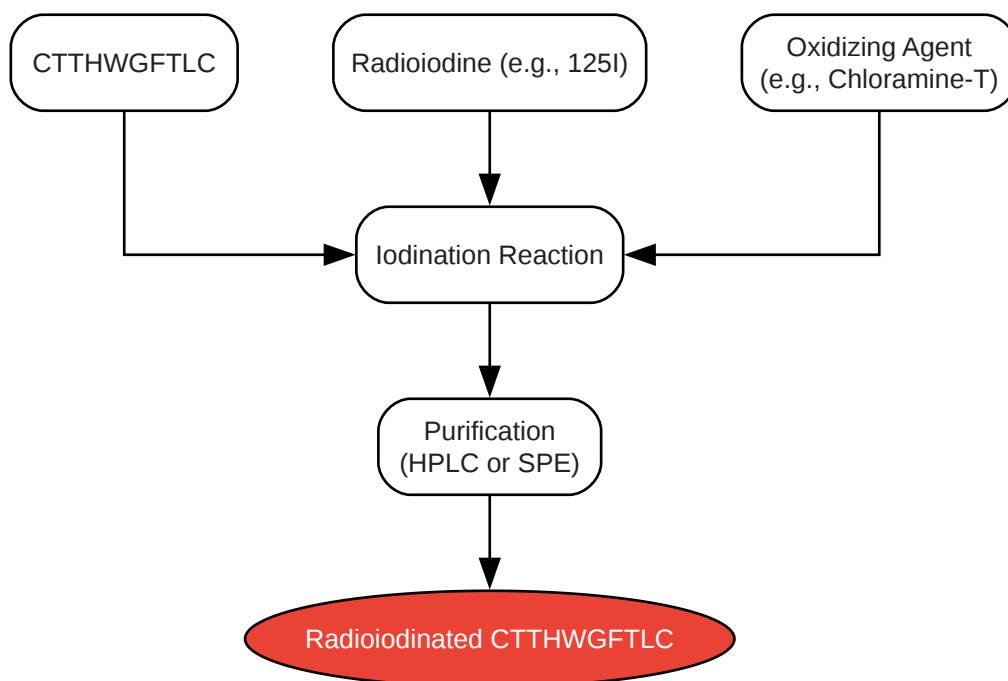 CTTHWGFTLC
Radioiodine (e.g., 125I)
Oxidizing Agent
(e.g., Chloramine-T)
Iodination Reaction
Purification
(HPLC or SPE)
Radioiodinated CTTHWGFTLC